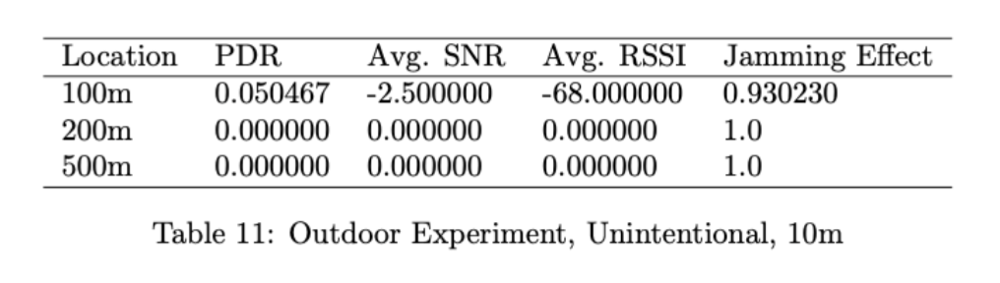 Location PDR Avg. SNR Avg. RSSI Jamming Effect
100m 0.050467 -2.500000 -68.000000 0.930230
200m 0.000000 0.000000 0.000000 1.0
500m 0.000000 0.000000 0.000000 1.0
Table 11: Outdoor Experiment, Unintentional, 10m